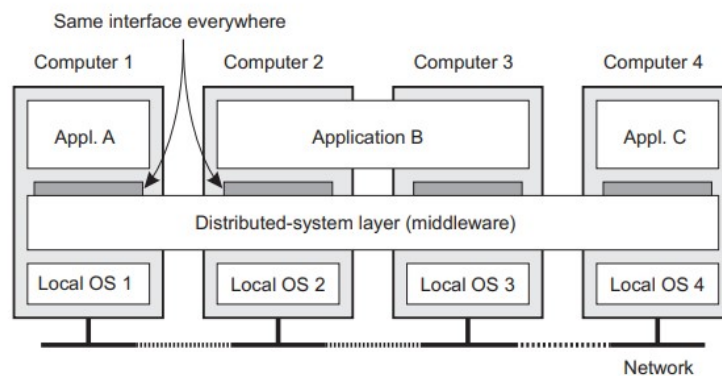 Same interface everywhere
Computer 1 Computer 2 Computer 3 Computer 4
Appl. A Application B Appl. C
Distributed-system layer (middleware)
Local OS 1 Local OS 2 Local OS 3 Local OS 4
Network